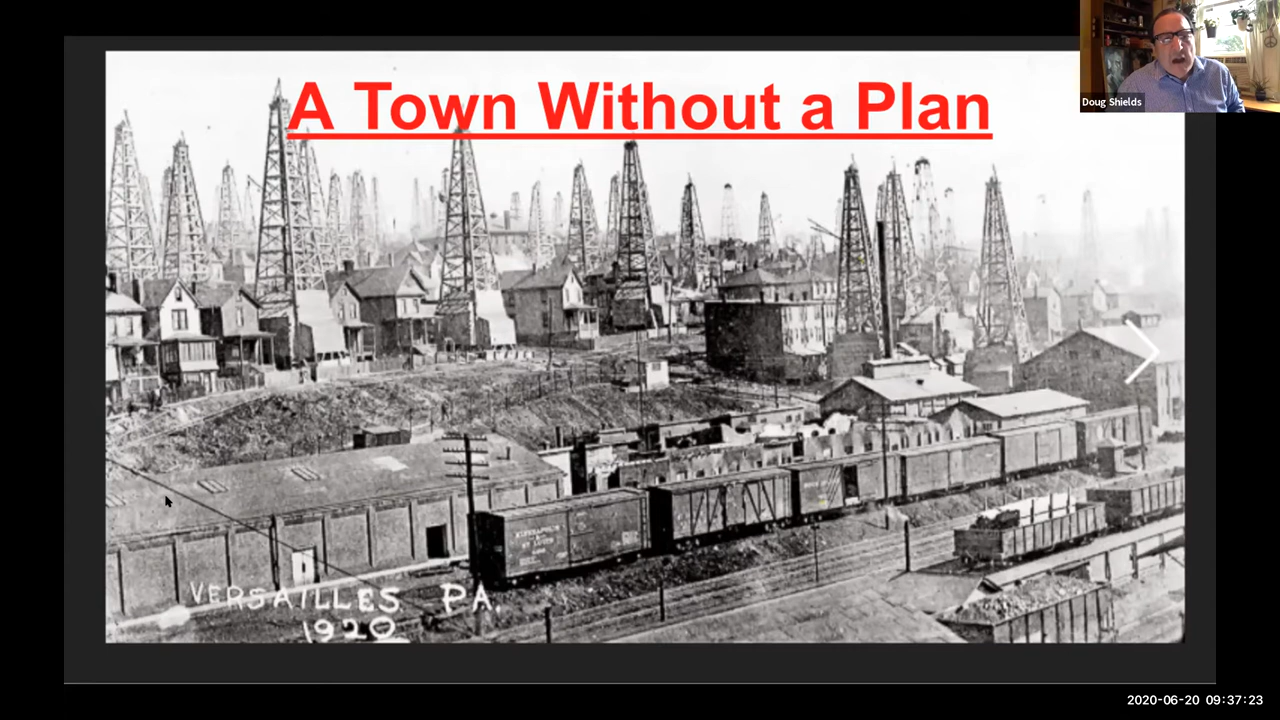 A Town Without a Plan
Doug Shields
VERSAILLES PA.
1920
2020-06-20 09:37:23